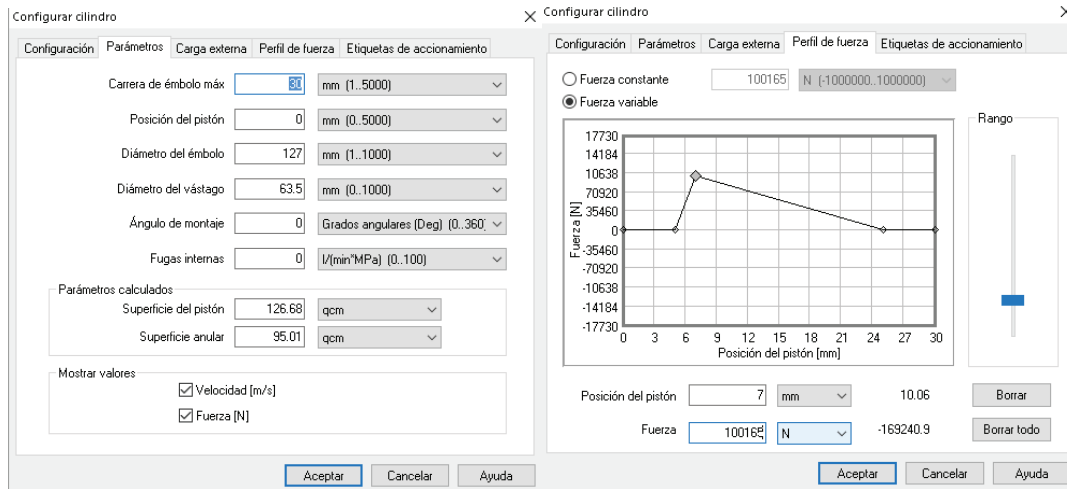 Configurar cilindro
Configuración Parámetros Carga externa Perfil de fuerza Etiquetas de accionamiento
Carrera de émbolo máx 30 mm (1..5000)
Posición del pistón 0 mm (0..5000)
Diámetro del émbolo 127 mm (1..1000)
Diámetro del vástago 63.5 mm (0..1000)
Ángulo de montaje 0 Grados angulares (Deg) (0..360)
Fugas internas 0 l/(min*MPa) (0..100)
Parámetros calculados
Superficie del pistón 126.68 qcm
Superficie anular 95.01 qcm
Mostrar valores
Velocidad [m/s]
Fuerza [N]
Aceptar Cancelar Ayuda
Configurar cilindro
Configuración Parámetros Carga externa Perfil de fuerza Etiquetas de accionamiento
Fuerza constante 100165 N (-1000000..1000000)
Fuerza variable
Rango
Fuerza [N]
17730
14184
10638
70920
35460
0
-35460
-70920
-10638
-14184
-17730
0 3 6 9 12 15 18 21 24 27 30
Posición del pistón [mm]
Posición del pistón 7 mm 10.06 Borrar
Fuerza 100165 N -169240.9 Borrar todo
Aceptar Cancelar Ayuda